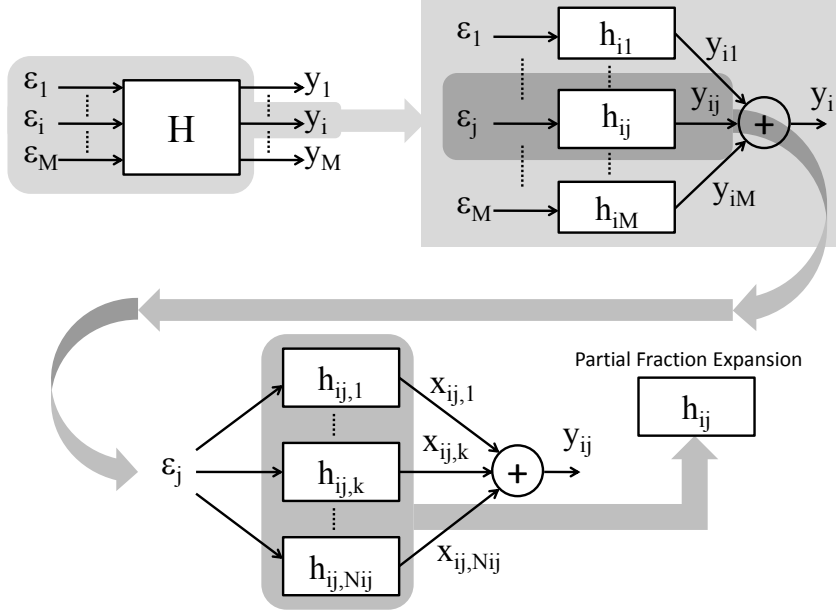 ε1
εi
εM
H
y1
yi
yM
ε1
hi1
yi1
εj
hij
yij
+
yi
εM
hiM
yiM
Partial Fraction Expansion
hij
εj
hij,1
xij,1
hij,k
xij,k
+
yij
hij,Nij
xij,Nij